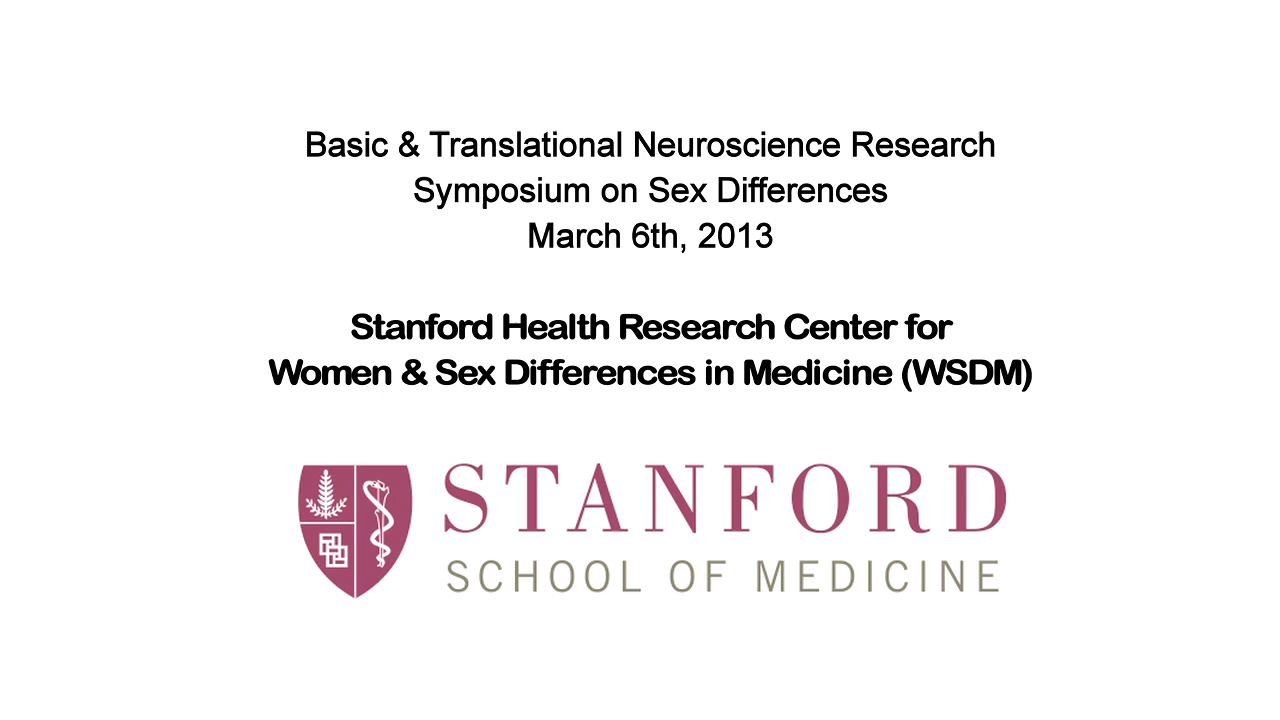 Basic & Translational Neuroscience Research
Symposium on Sex Differences
March 6th, 2013
Stanford Health Research Center for
Women & Sex Differences in Medicine (WSDM)
STANFORD
SCHOOL OF MEDICINE